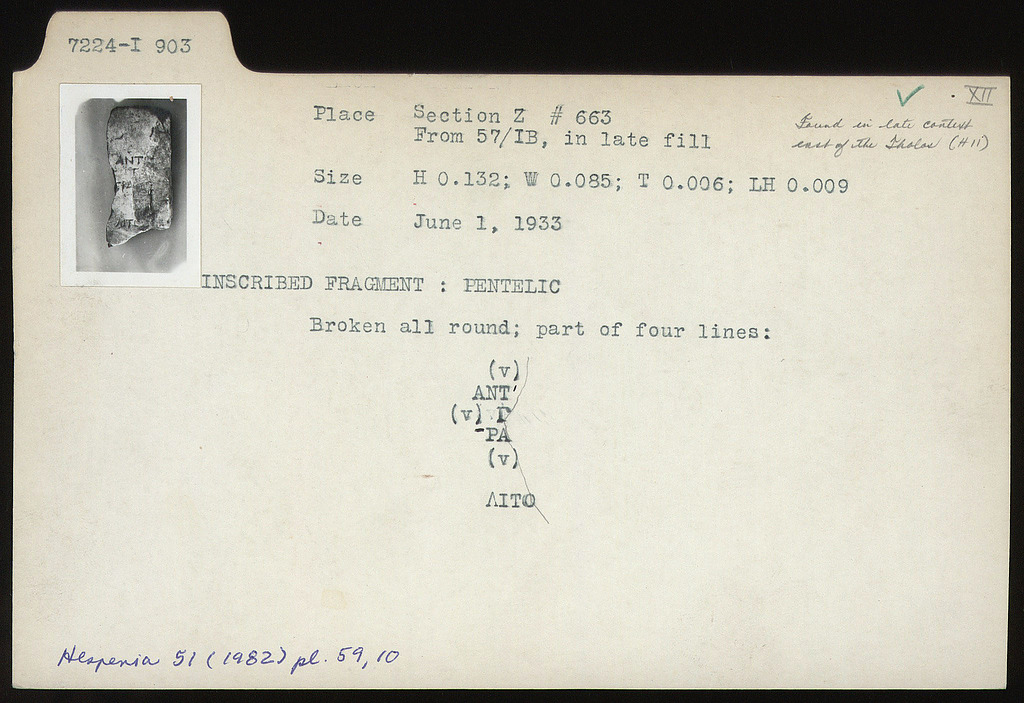 7224-I 903
XII
Found in late context
east of the Tholos (H 11)
Place Section Z # 663
From 57/IB, in late fill
Size H 0.132; W 0.085; T 0.006; LH 0.009
Date June 1, 1933
INSCRIBED FRAGMENT : PENTELIC
Broken all round; part of four lines:
(v)
ANT'
(v)
-PA
(v)
ΛITO
Hesperia 51 (1982) pl. 59, 10